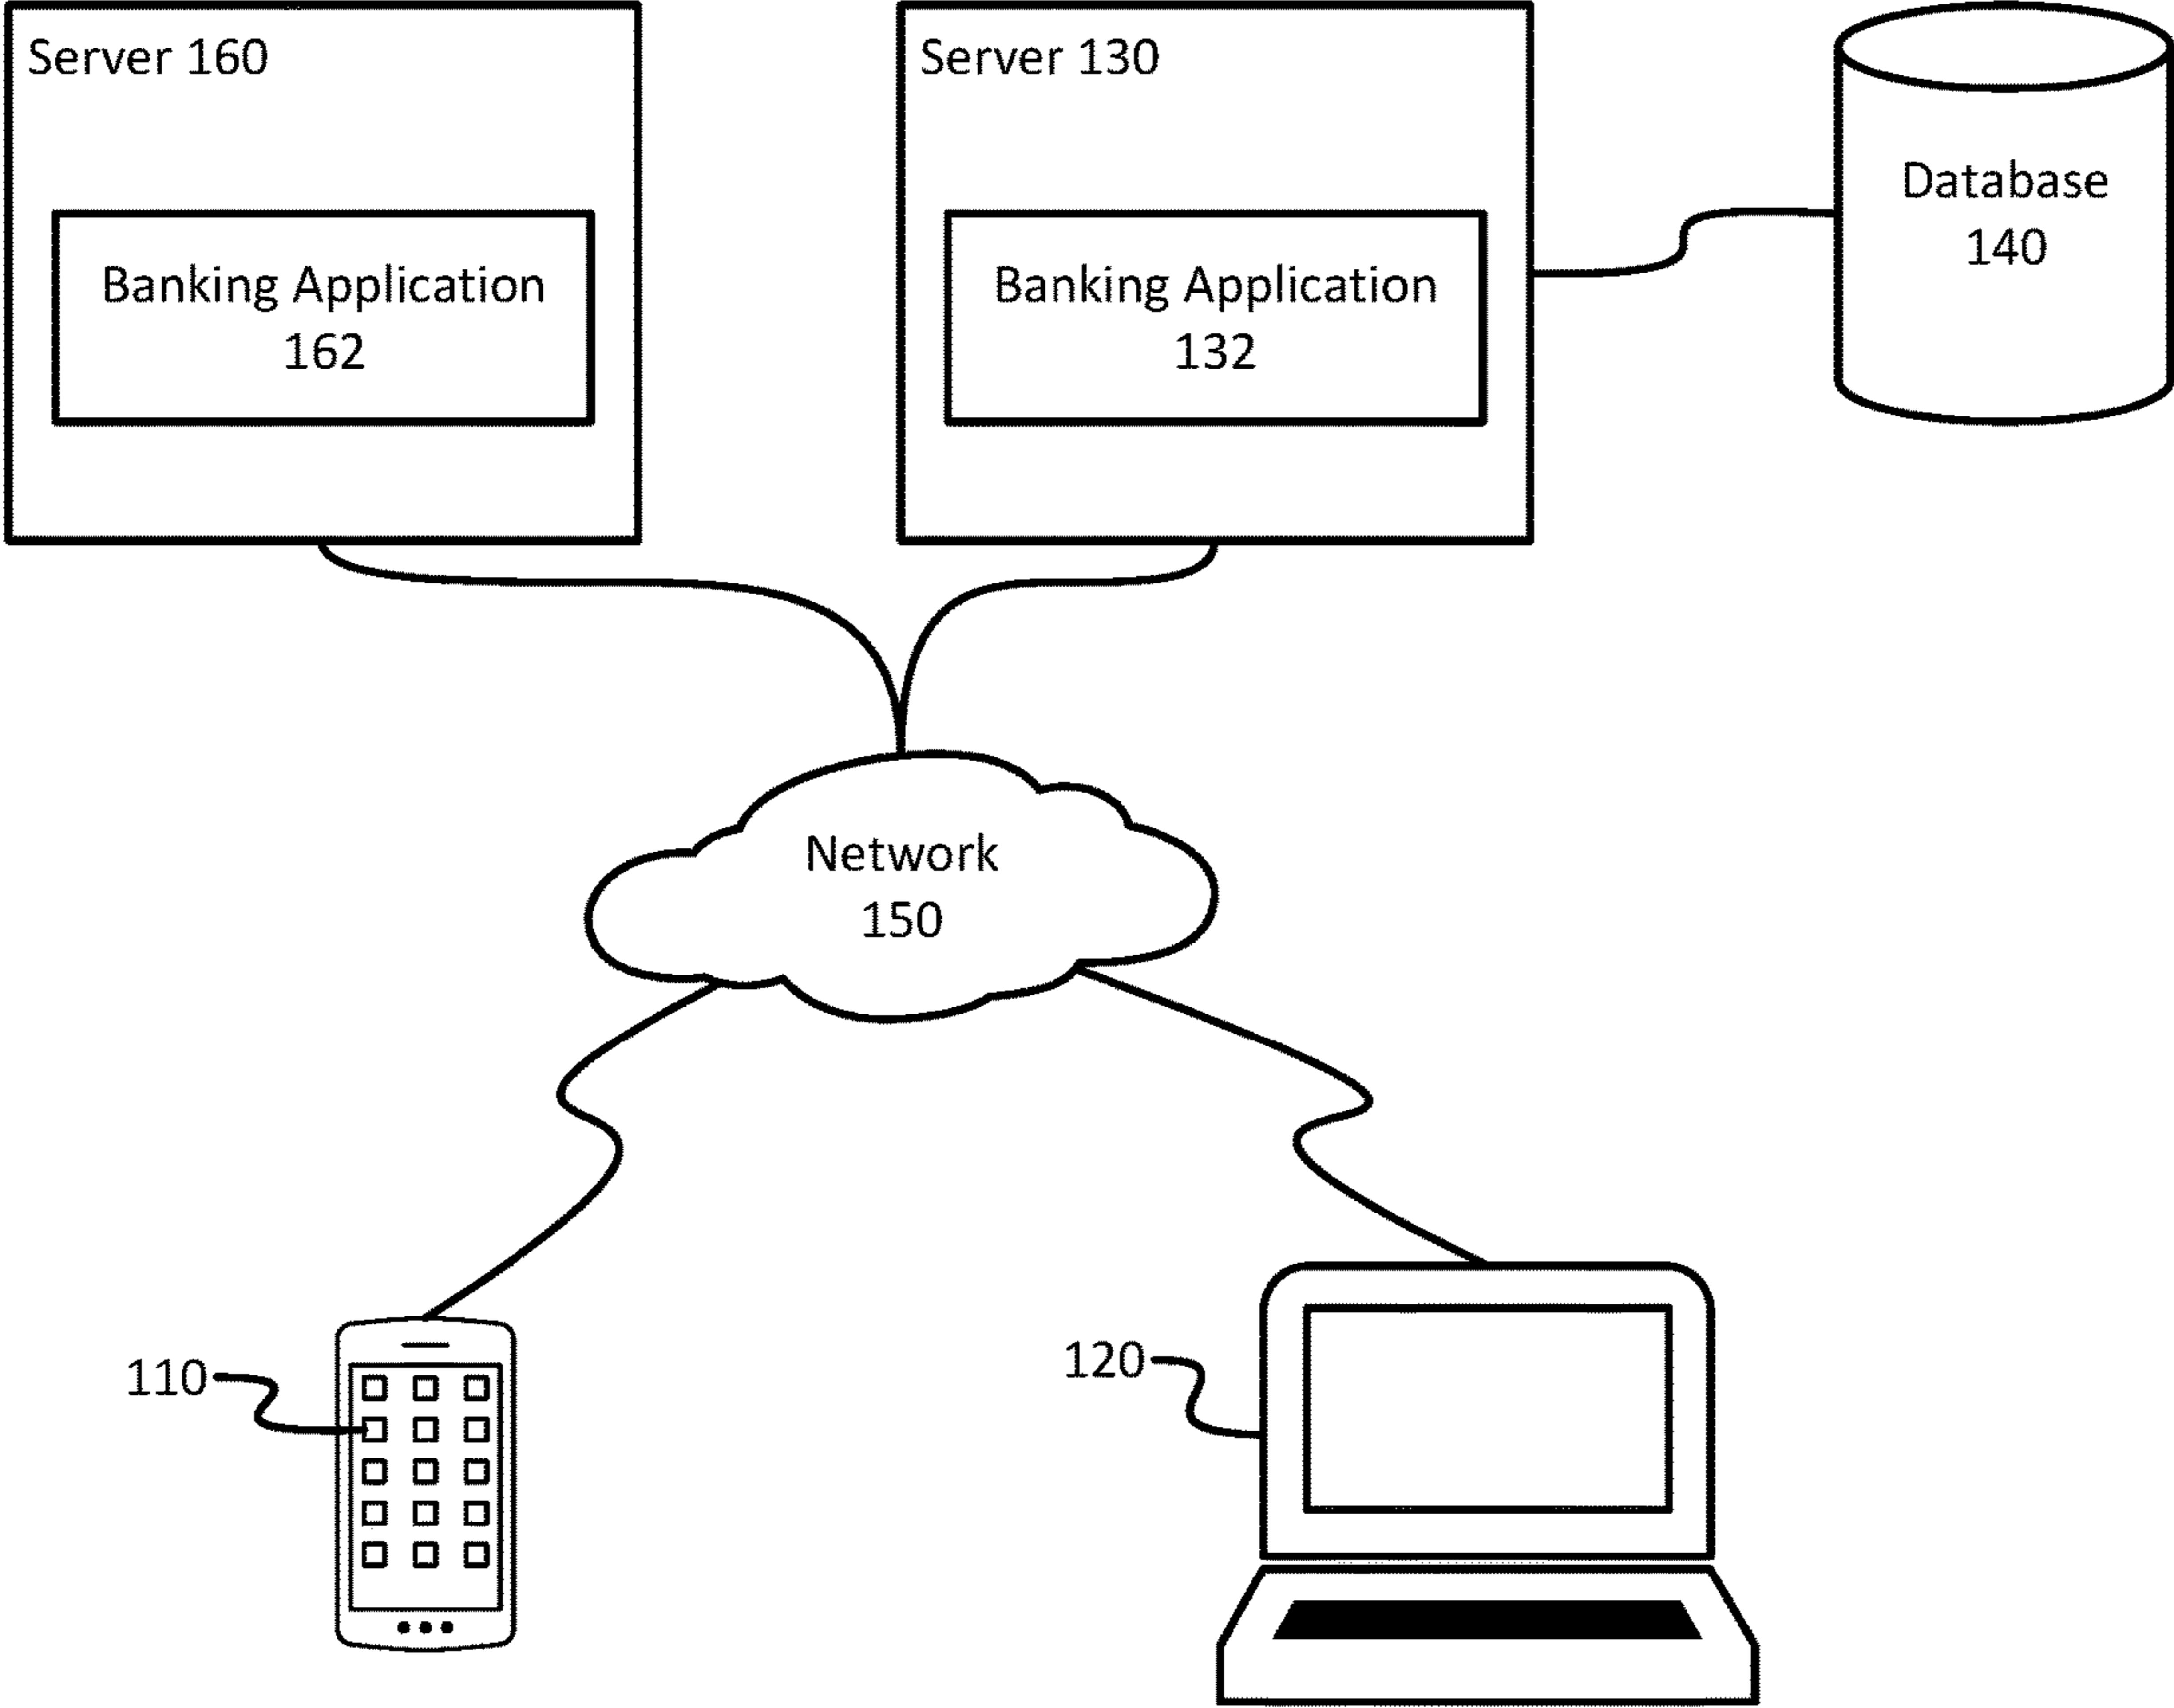 Server 160
Banking Application
162
Server 130
Banking Application
132
Database
140
Network
150
110
120